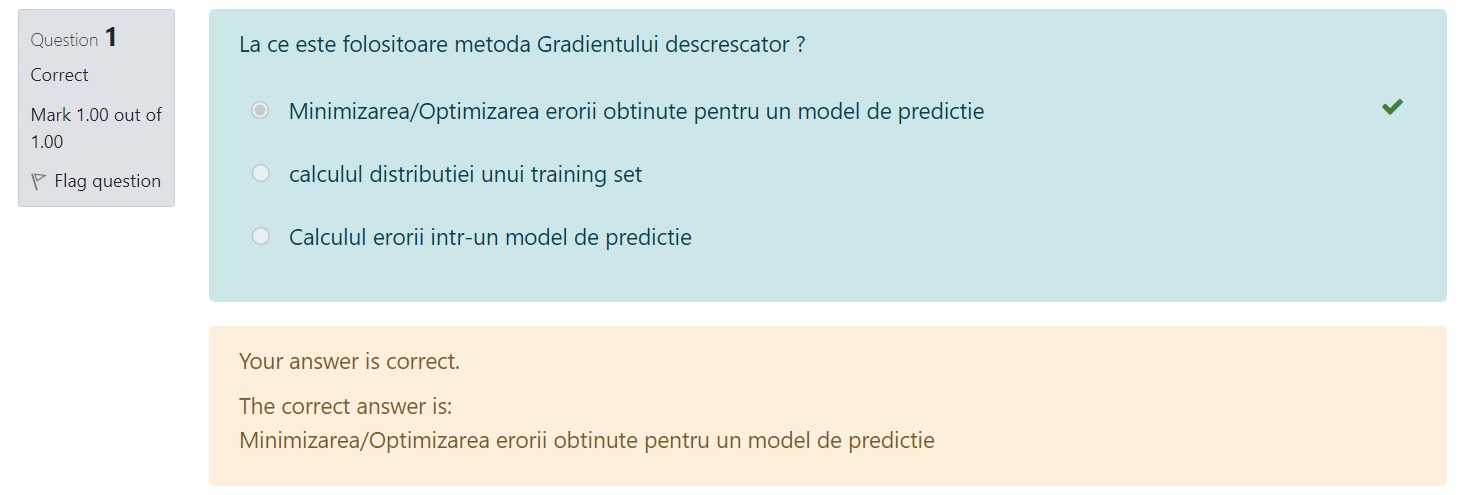 Question 1
Correct
Mark 1.00 out of
1.00
Flag question
La ce este folositoare metoda Gradientului descrescator ?
Minimizarea/Optimizarea erorii obtinute pentru un model de predictie
calculul distributiei unui training set
Calculul erorii intr-un model de predictie
Your answer is correct.
The correct answer is:
Minimizarea/Optimizarea erorii obtinute pentru un model de predictie